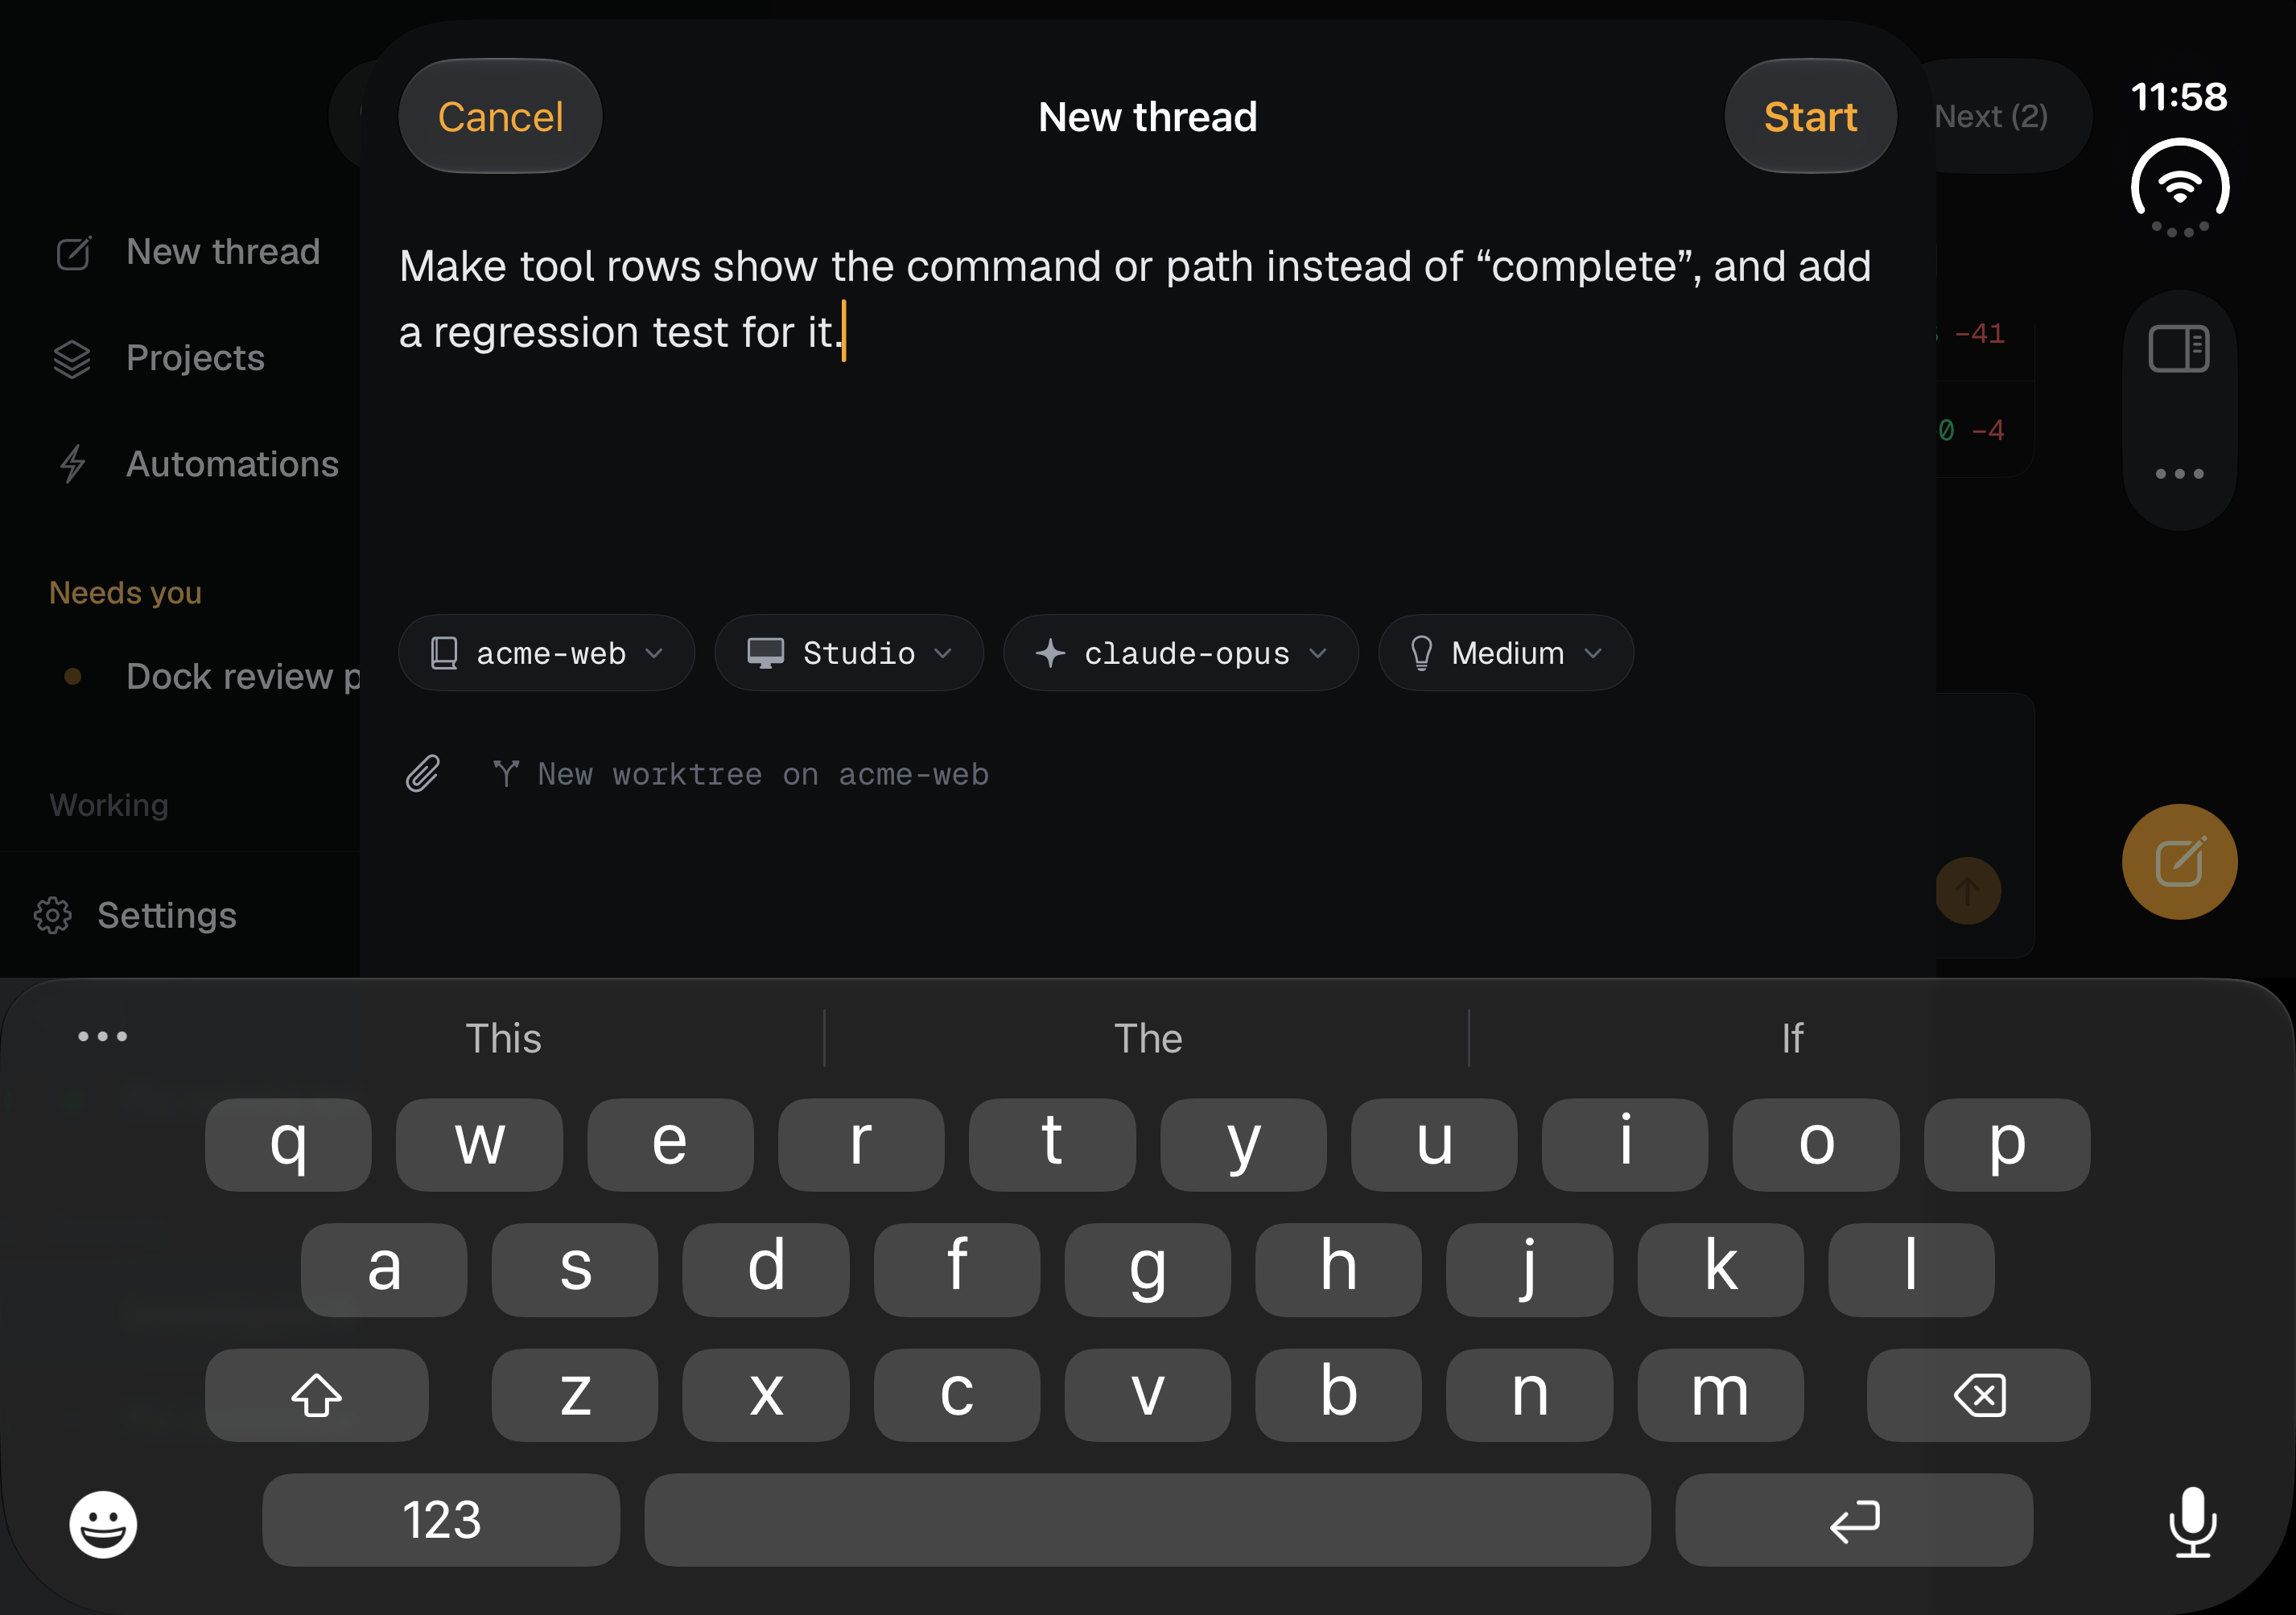 Cancel
New thread
Start
Next (2)
11:58
New thread
Projects
Automations
Needs you
Dock review p
Working
Settings
Make tool rows show the command or path instead of “complete”, and add
a regression test for it.
−41
0 −4
acme-web
Studio
claude-opus
Medium
New worktree on acme-web
This
The
If
q w e r t y u i o p
a s d f g h j k l
z x c v b n m
123